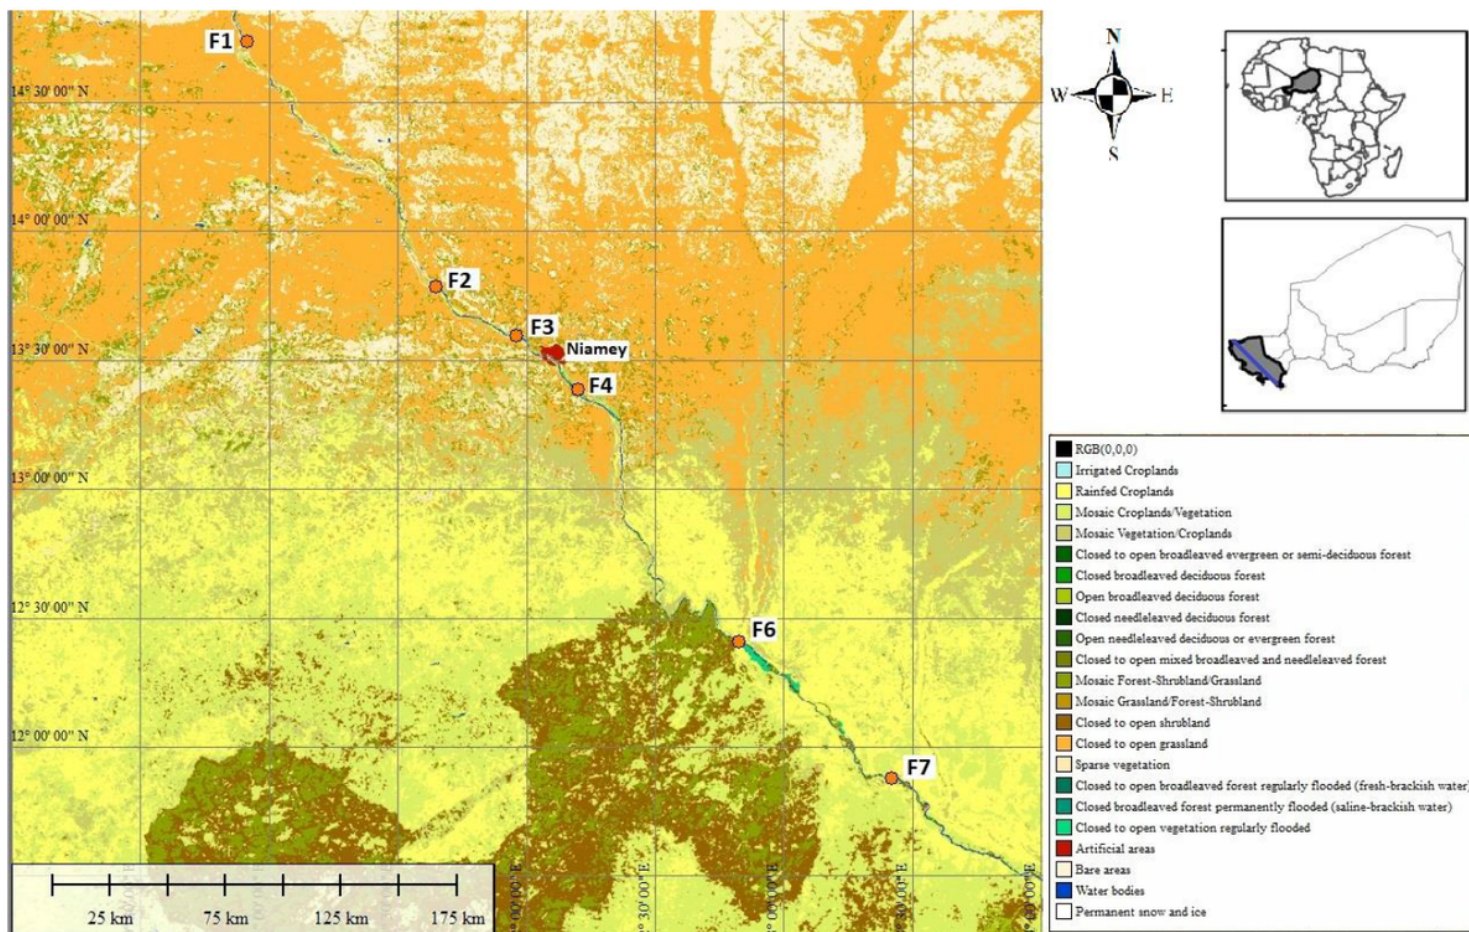 F1
N
W E
S
14° 30' 00" N
14° 00' 00" N
F2
F3
Niamey
13° 30' 00" N
F4
13° 00' 00" N
12° 30' 00" N
F6
12° 00' 00" N
F7
25 km 75 km 125 km 175 km
RGB(0,0,0)
Irrigated Croplands
Rainfed Croplands
Mosaic Croplands/Vegetation
Mosaic Vegetation/Croplands
Closed to open broadleaved evergreen or semi-deciduous forest
Closed broadleaved deciduous forest
Open broadleaved deciduous forest
Closed needleleaved deciduous forest
Open needleleaved deciduous or evergreen forest
Closed to open mixed broadleaved and needleleaved forest
Mosaic Forest-Shrubland/Grassland
Mosaic Grassland/Forest-Shrubland
Closed to open shrubland
Closed to open grassland
Sparse vegetation
Closed to open broadleaved forest regularly flooded (fresh-brackish water)
Closed broadleaved forest permanently flooded (saline-brackish water)
Closed to open vegetation regularly flooded
Artificial areas
Bare areas
Water bodies
Permanent snow and ice